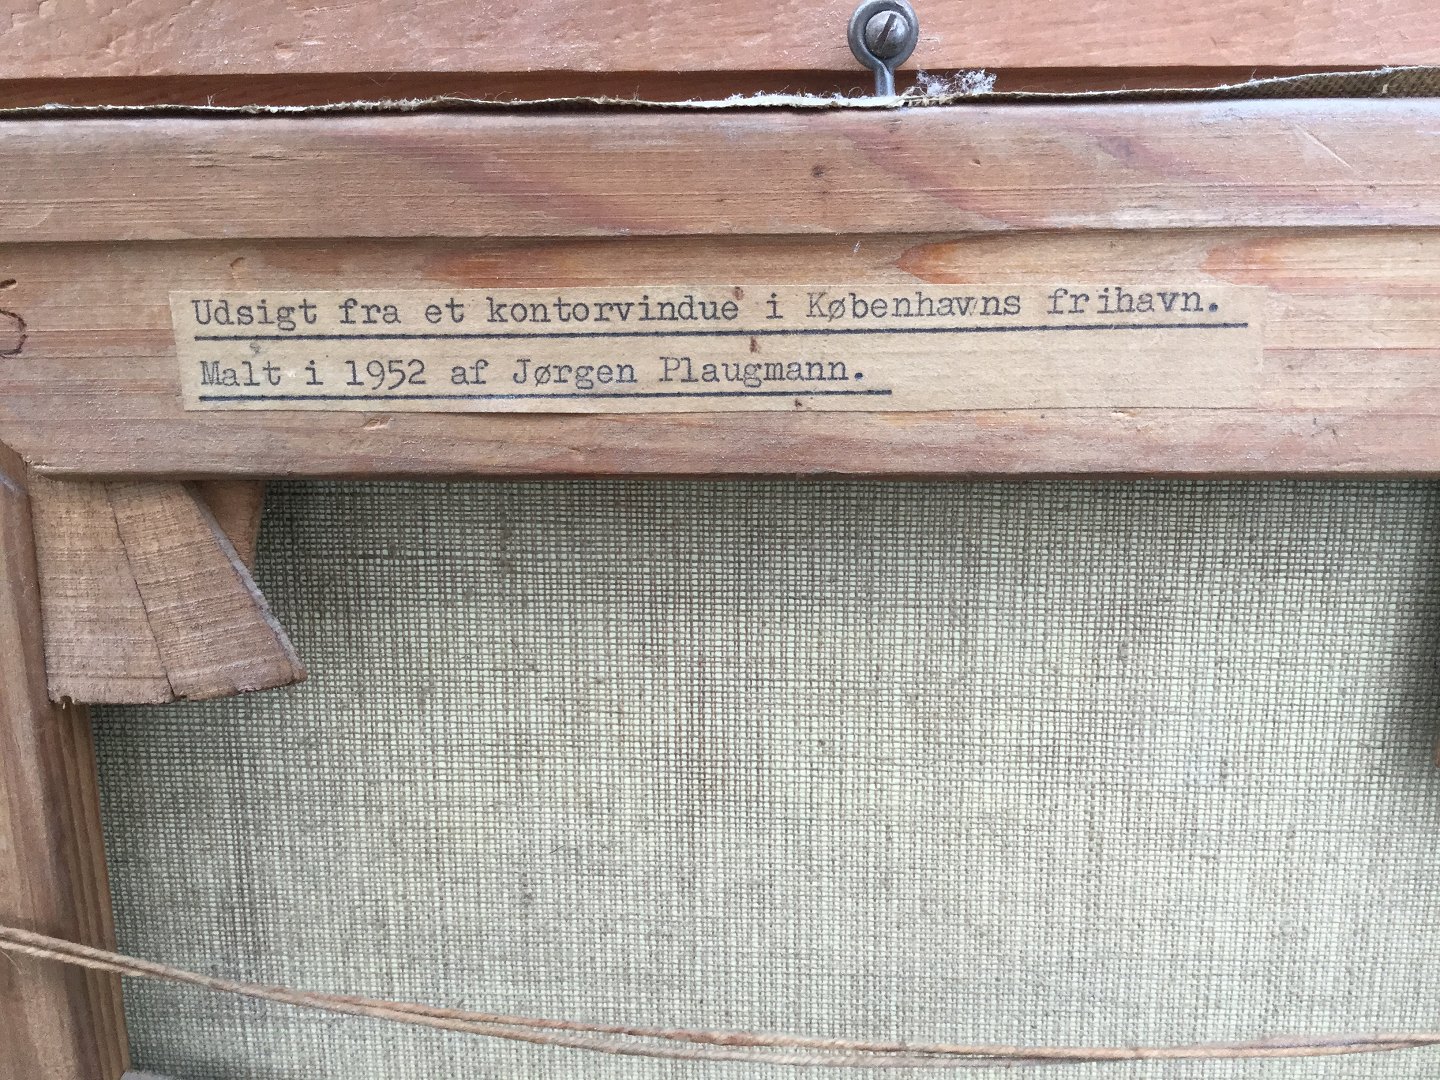 Udsigt fra et kontorvindue i Københavns frihavn.
Malt i 1952 af Jørgen Plaugmann.